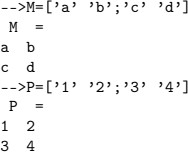 -->M=['a' 'b';'c' 'd']
M =
a b
c d
-->P=['1' '2';'3' '4']
P =
1 2
3 4